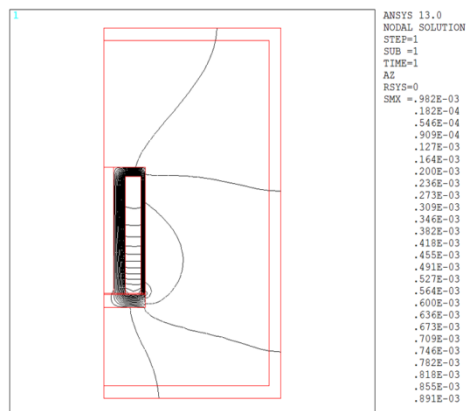 1
ANSYS 13.0
NODAL SOLUTION
STEP=1
SUB =1
TIME=1
AZ
RSYS=0
SMX =.982E-03
.182E-04
.546E-04
.909E-04
.127E-03
.164E-03
.200E-03
.236E-03
.273E-03
.309E-03
.346E-03
.382E-03
.418E-03
.455E-03
.491E-03
.527E-03
.564E-03
.600E-03
.636E-03
.673E-03
.709E-03
.746E-03
.782E-03
.818E-03
.855E-03
.891E-03